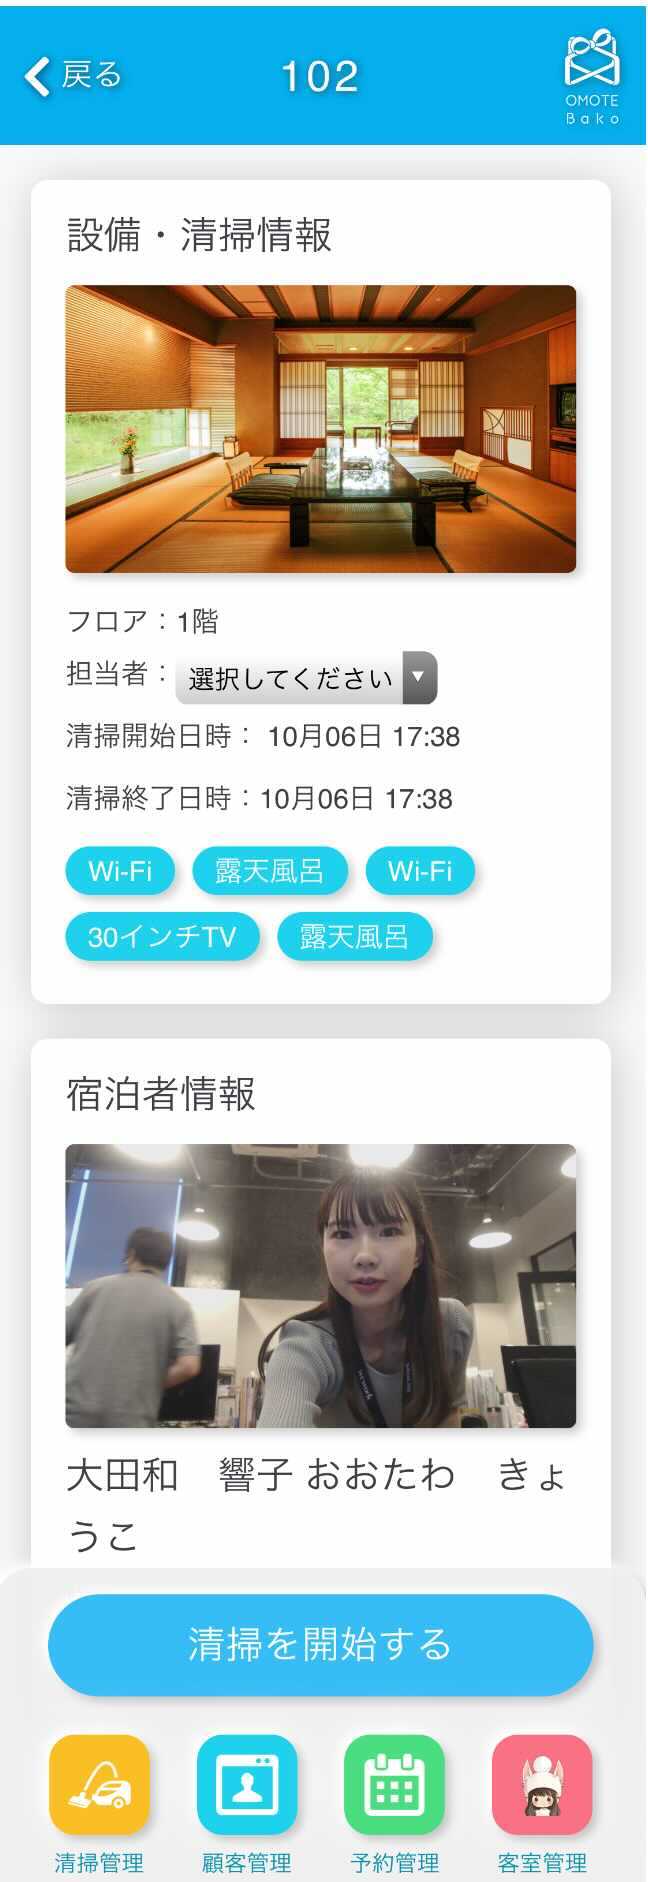 戻る
102
OMOTE
Bako
設備・清掃情報
フロア：1階
担当者：
選択してください
清掃開始日時： 10月06日 17:38
清掃終了日時：10月06日 17:38
Wi-Fi
露天風呂
Wi-Fi
30インチTV
露天風呂
宿泊者情報
大田和　響子 おおたわ　きょ
うこ
清掃を開始する
清掃管理
顧客管理
予約管理
客室管理